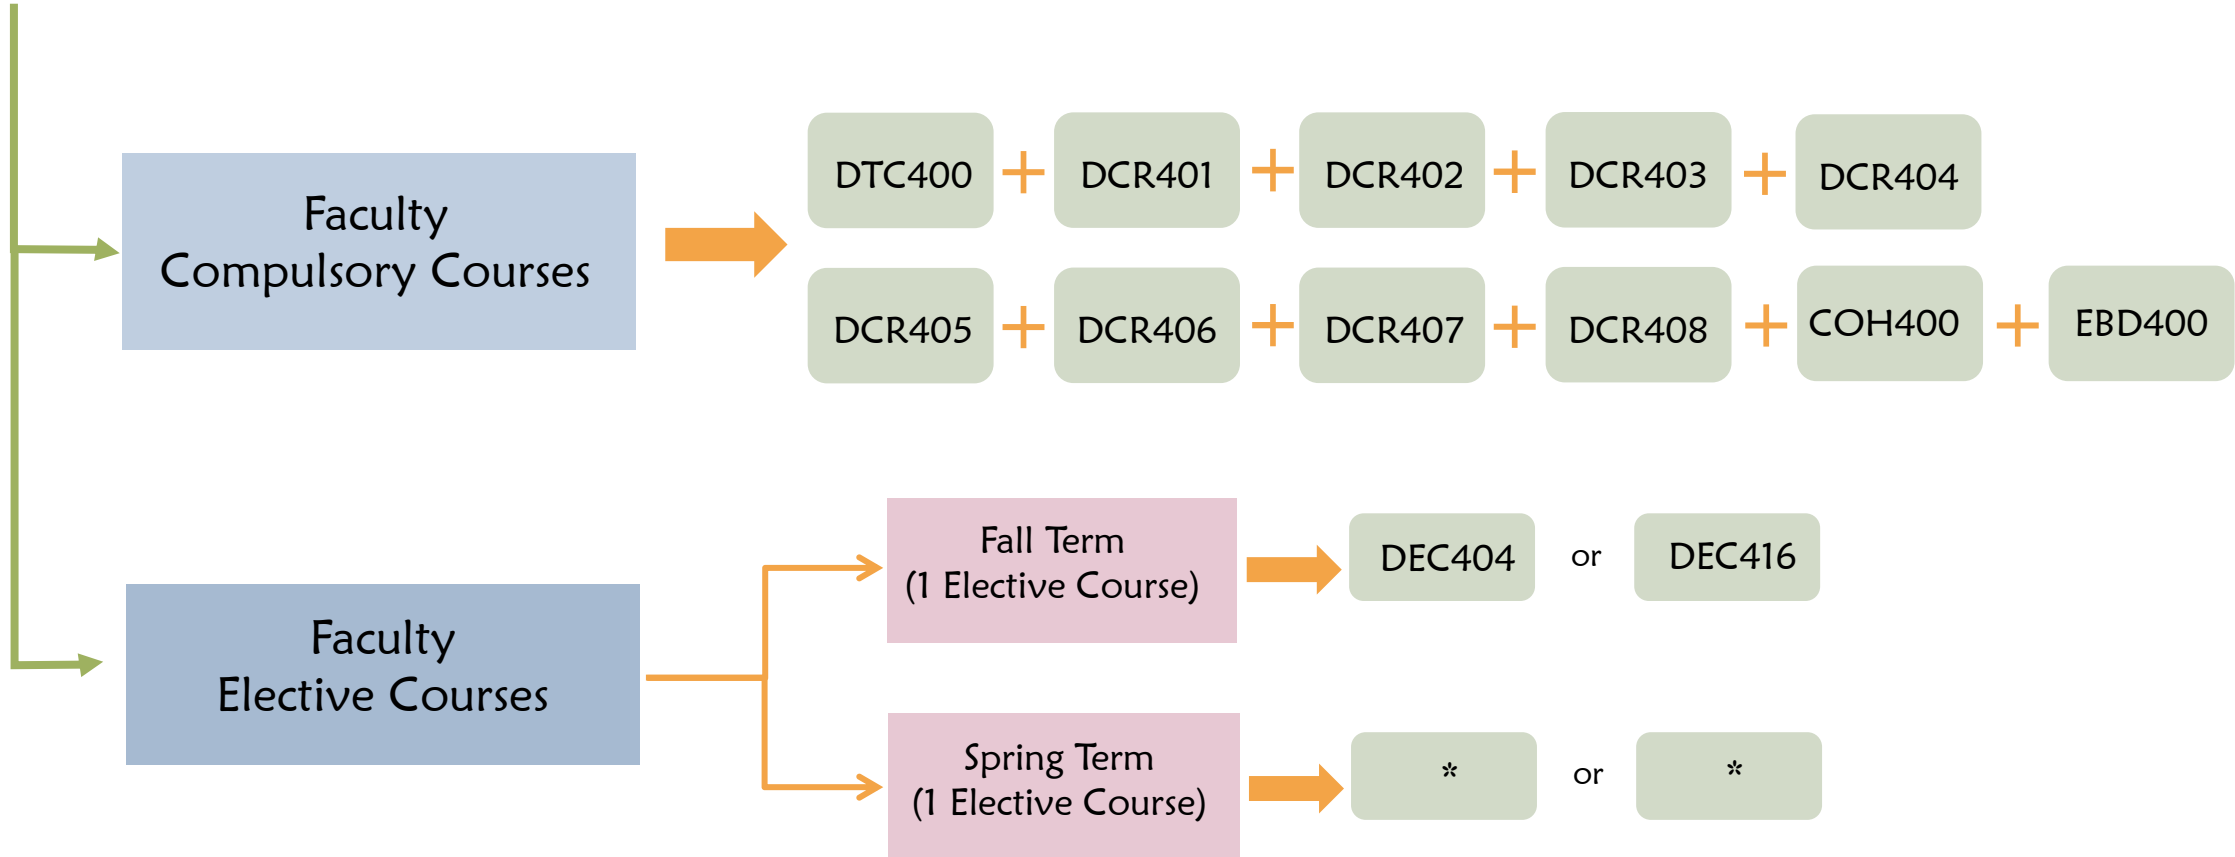 Faculty
Compulsory Courses
DTC400 + DCR401 + DCR402 + DCR403 + DCR404
DCR405 + DCR406 + DCR407 + DCR408 + COH400 + EBD400
Faculty
Elective Courses
Fall Term
(1 Elective Course)
DEC404 or DEC416
Spring Term
(1 Elective Course)
* or *